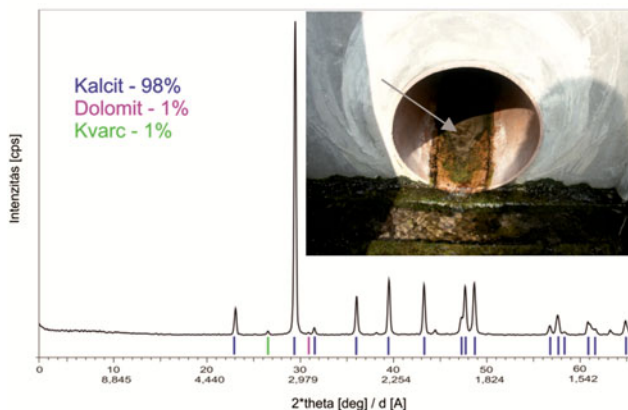 Kalcit - 98%
Dolomit - 1%
Kvarc - 1%
Intenzitás [cps]
0 20 30 40 50 60
8,845 4,440 2,979 2,254 1,824 1,542
2*theta [deg] / d [A]